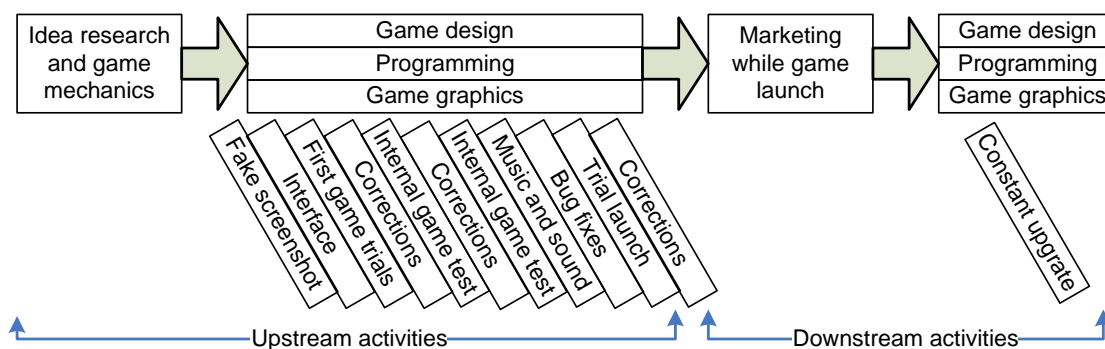 Idea research
and game
mechanics
Game design
Programming
Game graphics
Marketing
while game
launch
Game design
Programming
Game graphics
Fake screenshot
Interface
First game trials
Corrections
Internal game test
Corrections
Internal game test
Music and sound
Bug fixes
Trial launch
Corrections
Constant upgrate
Upstream activities
Downstream activities